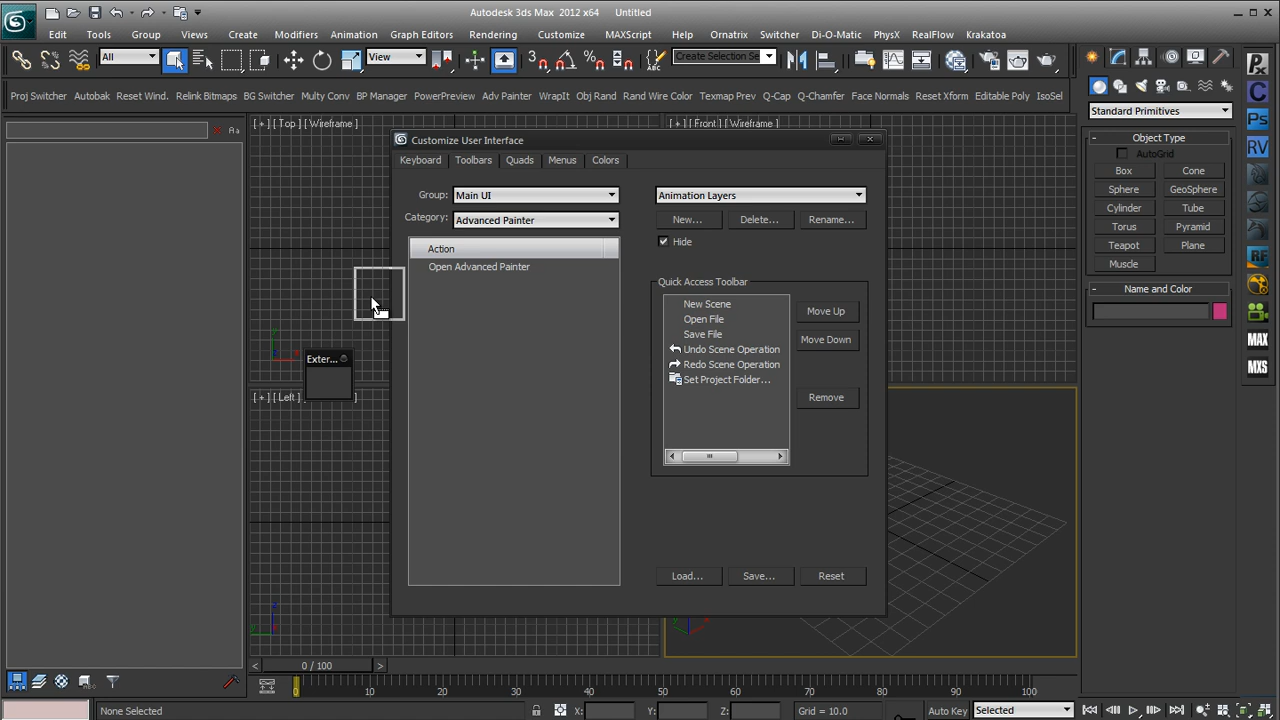 Autodesk 3ds Max 2012 x64 Untitled
Edit Tools Group Views Create Modifiers Animation Graph Editors Rendering Customize MAXScript Help Ornatrix Switcher Di-O-Matic PhysX RealFlow Krakatoa
All View Create Selection Se
Proj Switcher Autobak Reset Wind. Relink Bitmaps BG Switcher Multy Conv BP Manager PowerPreview Adv Painter WrapIt Obj Rand Rand Wire Color Texmap Prev Q-Cap Q-Chamfer Face Normals Reset Xform Editable Poly IsoSel
[ + ] [ Top ] [ Wireframe ]
[ + ] [ Front ] [ Wireframe ]
Customize User Interface
Keyboard Toolbars Quads Menus Colors
Group: Main UI
Category: Advanced Painter
Action
Open Advanced Painter
Animation Layers
New... Delete... Rename...
Hide
Quick Access Toolbar
New Scene
Open File
Save File
Undo Scene Operation
Redo Scene Operation
Set Project Folder...
Move Up
Move Down
Remove
Load... Save... Reset
Exter...
[ + ] [ Left ] ]
Standard Primitives
- Object Type
AutoGrid
Box Cone
Sphere GeoSphere
Cylinder Tube
Torus Pyramid
Teapot Plane
Muscle
- Name and Color
Px
C
Ps
RV
MAX
MXS
< 0 / 100 >
0 10 20 30 40 50 60 70 80 90 100
None Selected X: Y: Z: Grid = 10.0 Auto Key Selected